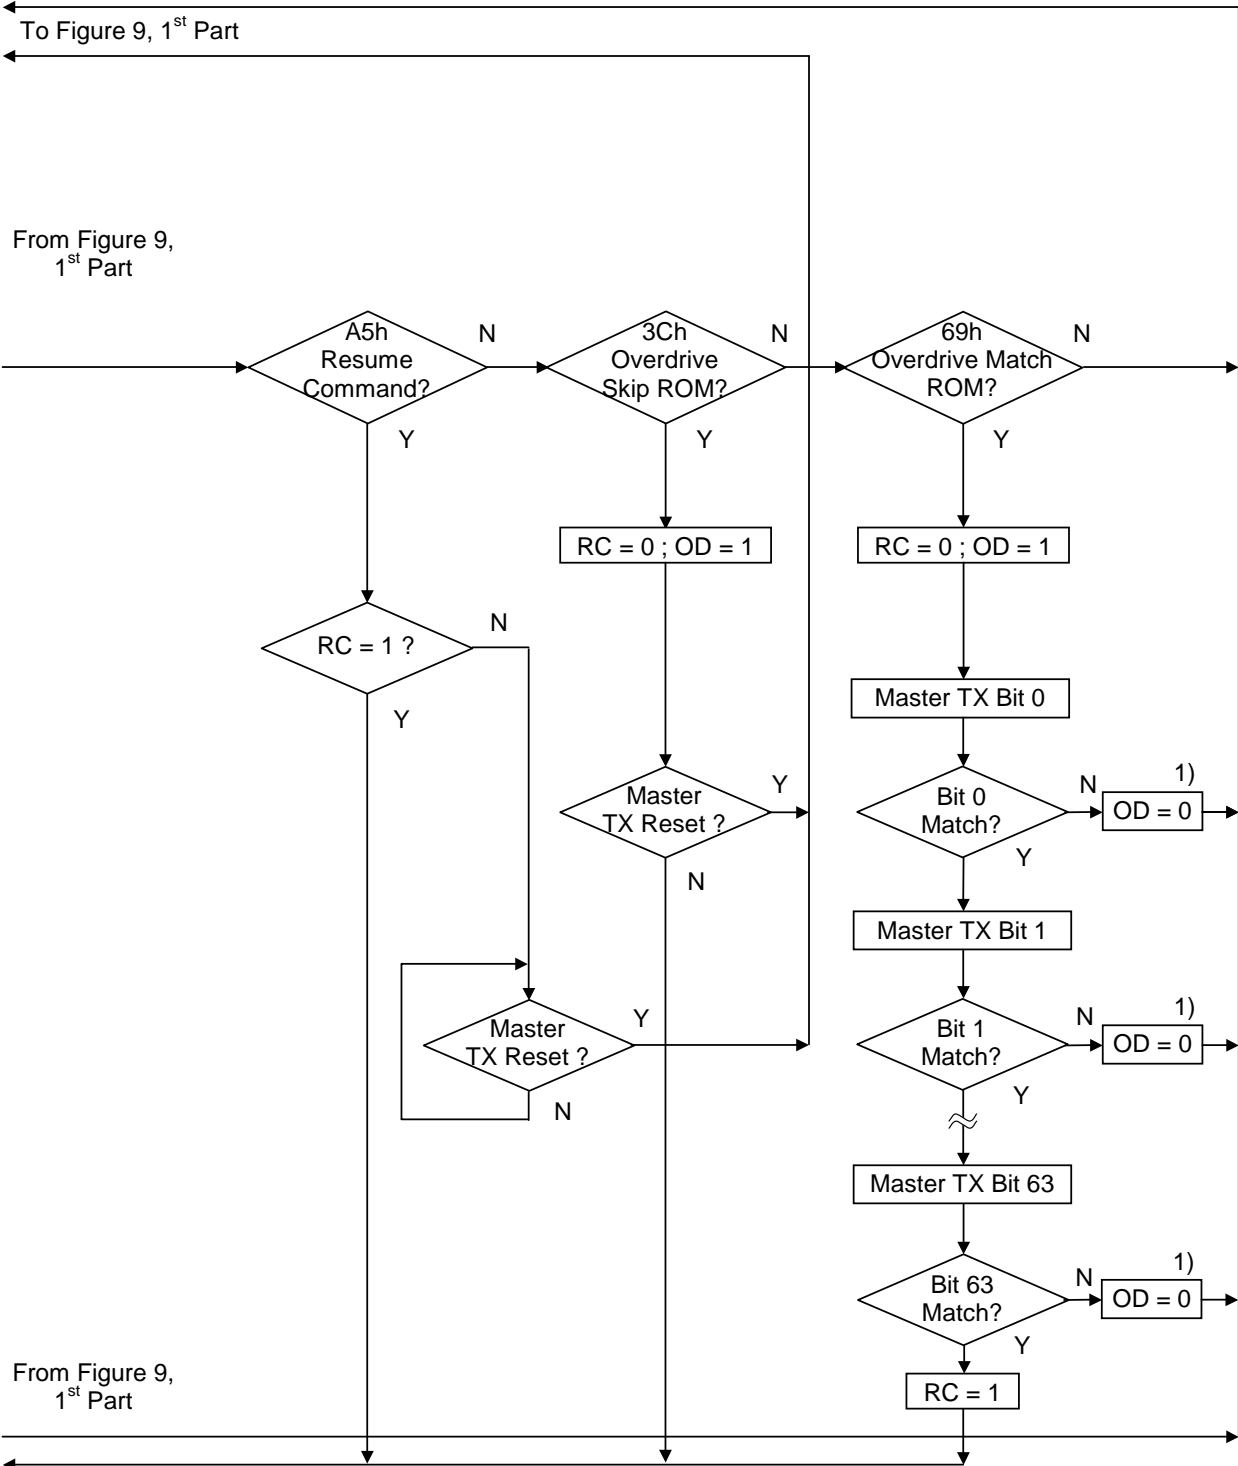 To Figure 9, 1st Part
From Figure 9,
1st Part
A5h
Resume
Command?
N
Y
3Ch
Overdrive
Skip ROM?
N
Y
69h
Overdrive Match
ROM?
N
Y
RC = 0 ; OD = 1
RC = 0 ; OD = 1
RC = 1 ?
N
Y
Master TX Bit 0
Master
TX Reset ?
Y
N
Bit 0
Match?
N
Y
1)
OD = 0
Master TX Bit 1
Master
TX Reset ?
Y
N
Bit 1
Match?
N
Y
1)
OD = 0
Master TX Bit 63
Bit 63
Match?
N
Y
1)
OD = 0
From Figure 9,
1st Part
RC = 1